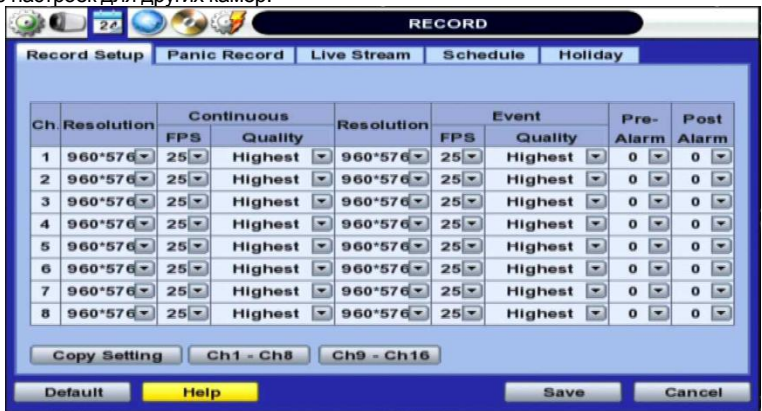 настроек для других камер.
24 RECORD
Record Setup Panic Record Live Stream Schedule Holiday
Ch. Resolution Continuous Resolution Event Pre-Alarm Post Alarm
FPS Quality FPS Quality
1 960*576 25 Highest 960*576 25 Highest 0 0
2 960*576 25 Highest 960*576 25 Highest 0 0
3 960*576 25 Highest 960*576 25 Highest 0 0
4 960*576 25 Highest 960*576 25 Highest 0 0
5 960*576 25 Highest 960*576 25 Highest 0 0
6 960*576 25 Highest 960*576 25 Highest 0 0
7 960*576 25 Highest 960*576 25 Highest 0 0
8 960*576 25 Highest 960*576 25 Highest 0 0
Copy Setting Ch1 - Ch8 Ch9 - Ch16
Default Help Save Cancel